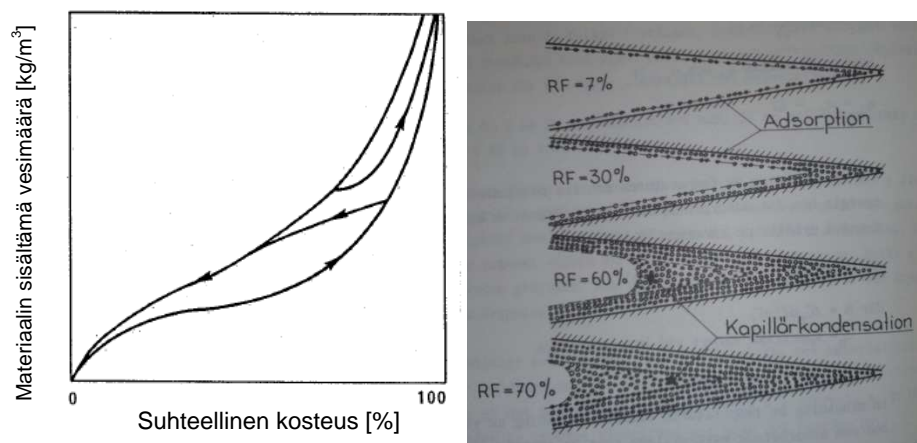 Materiaalin sisältämä vesimäärä [kg/m³]
0
100
Suhteellinen kosteus [%]
RF=7%
Adsorption
RF=30%
RF=60%
Kapillärkondensation
RF=70%